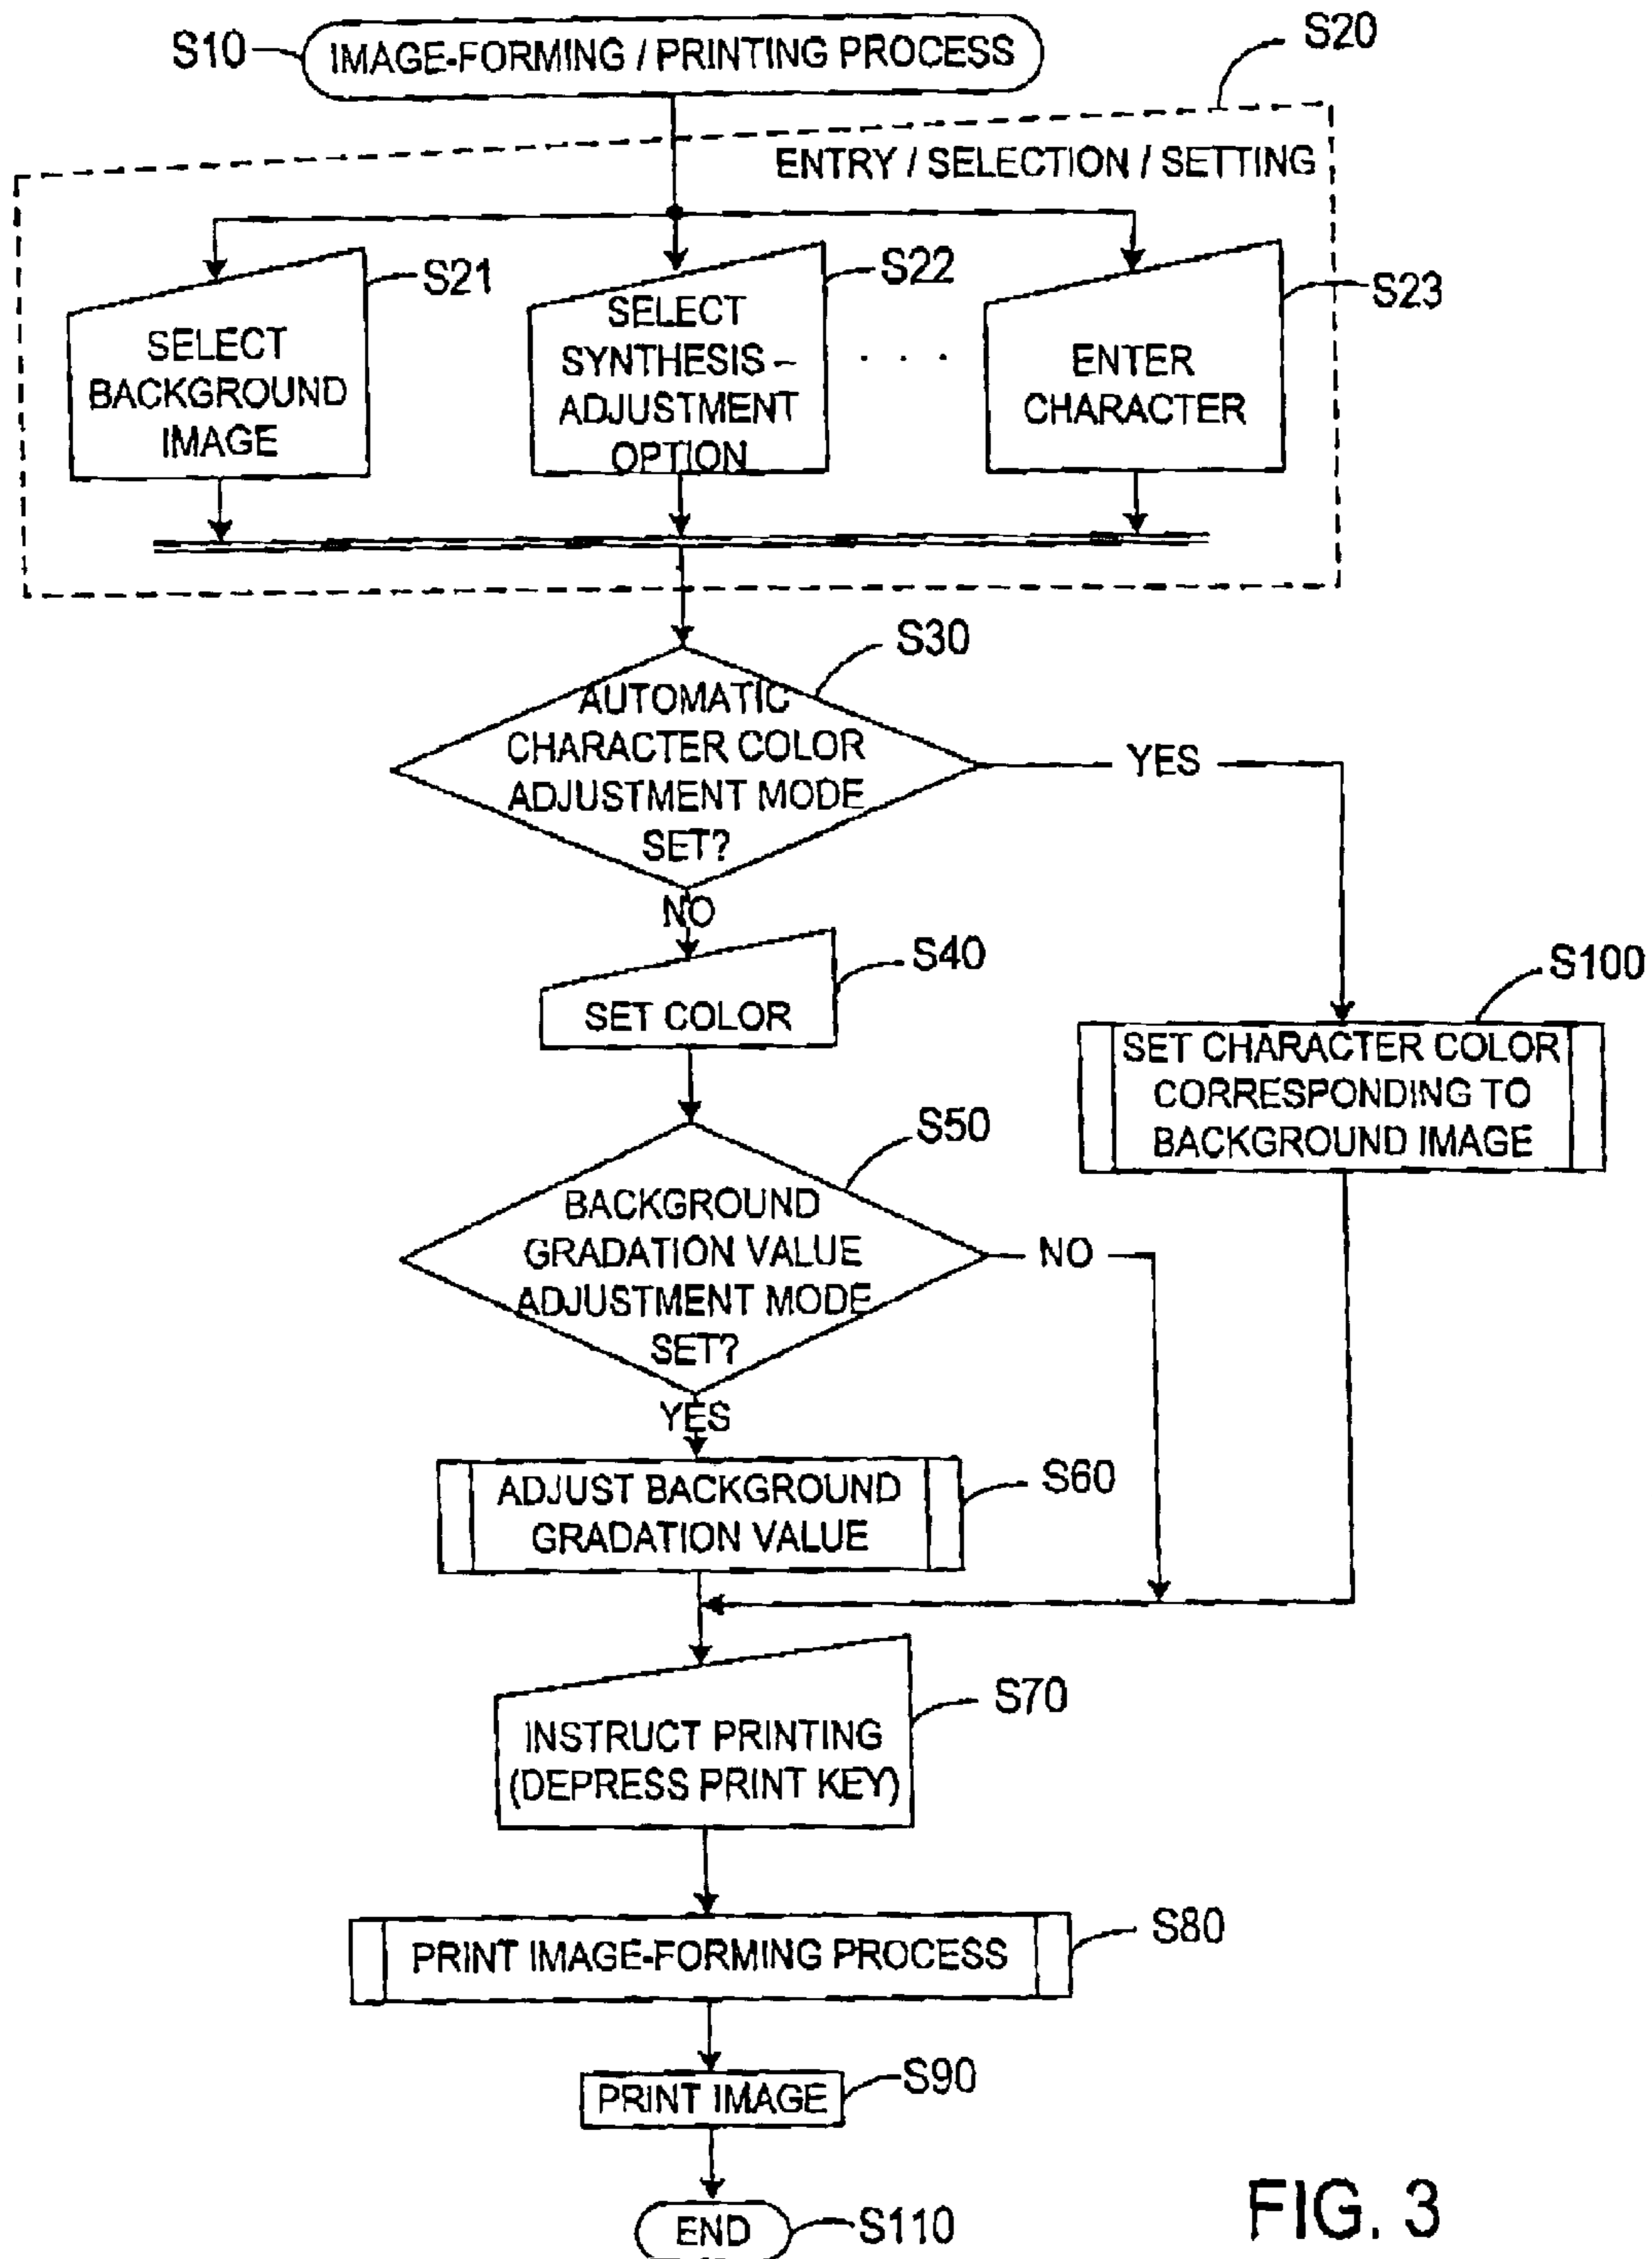 S10
IMAGE-FORMING / PRINTING PROCESS
S20
ENTRY / SELECTION / SETTING
S21
SELECT
BACKGROUND
IMAGE
S22
SELECT
SYNTHESIS –
ADJUSTMENT
OPTION
. . .
S23
ENTER
CHARACTER
S30
AUTOMATIC
CHARACTER COLOR
ADJUSTMENT MODE
SET?
YES
NO
S40
SET COLOR
S100
SET CHARACTER COLOR
CORRESPONDING TO
BACKGROUND IMAGE
S50
BACKGROUND
GRADATION VALUE
ADJUSTMENT MODE
SET?
NO
YES
S60
ADJUST BACKGROUND
GRADATION VALUE
S70
INSTRUCT PRINTING
(DEPRESS PRINT KEY)
S80
PRINT IMAGE-FORMING PROCESS
S90
PRINT IMAGE
END
S110
FIG. 3